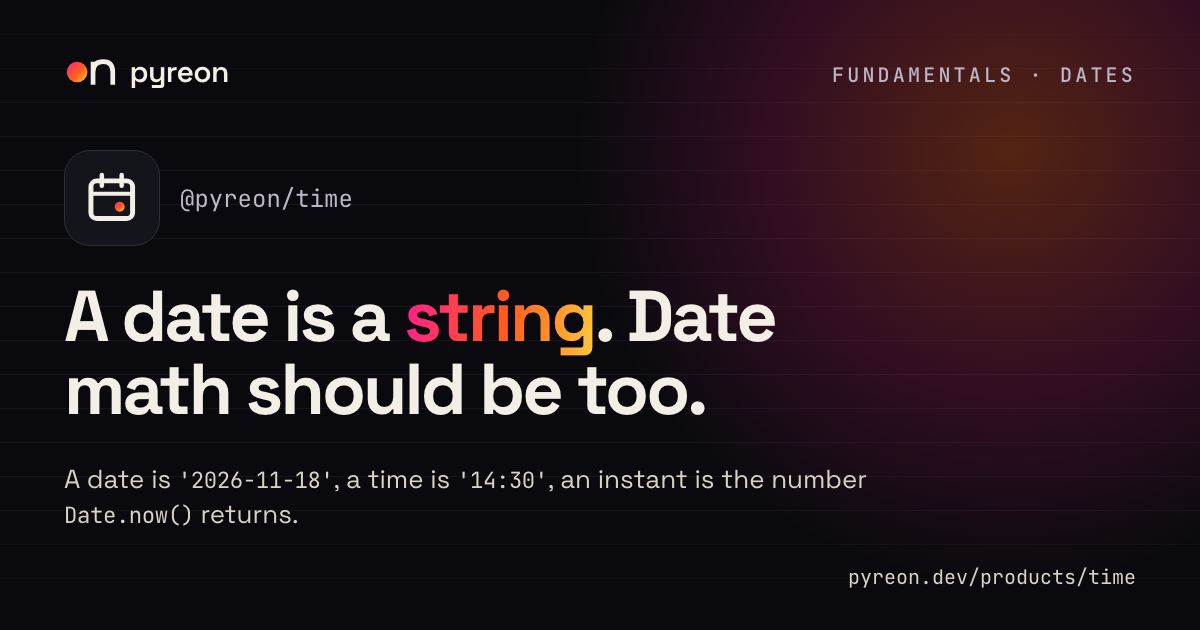 on pyreon
FUNDAMENTALS · DATES
@pyreon/time
A date is a string. Date
math should be too.
A date is '2026-11-18', a time is '14:30', an instant is the number
Date.now() returns.
pyreon.dev/products/time